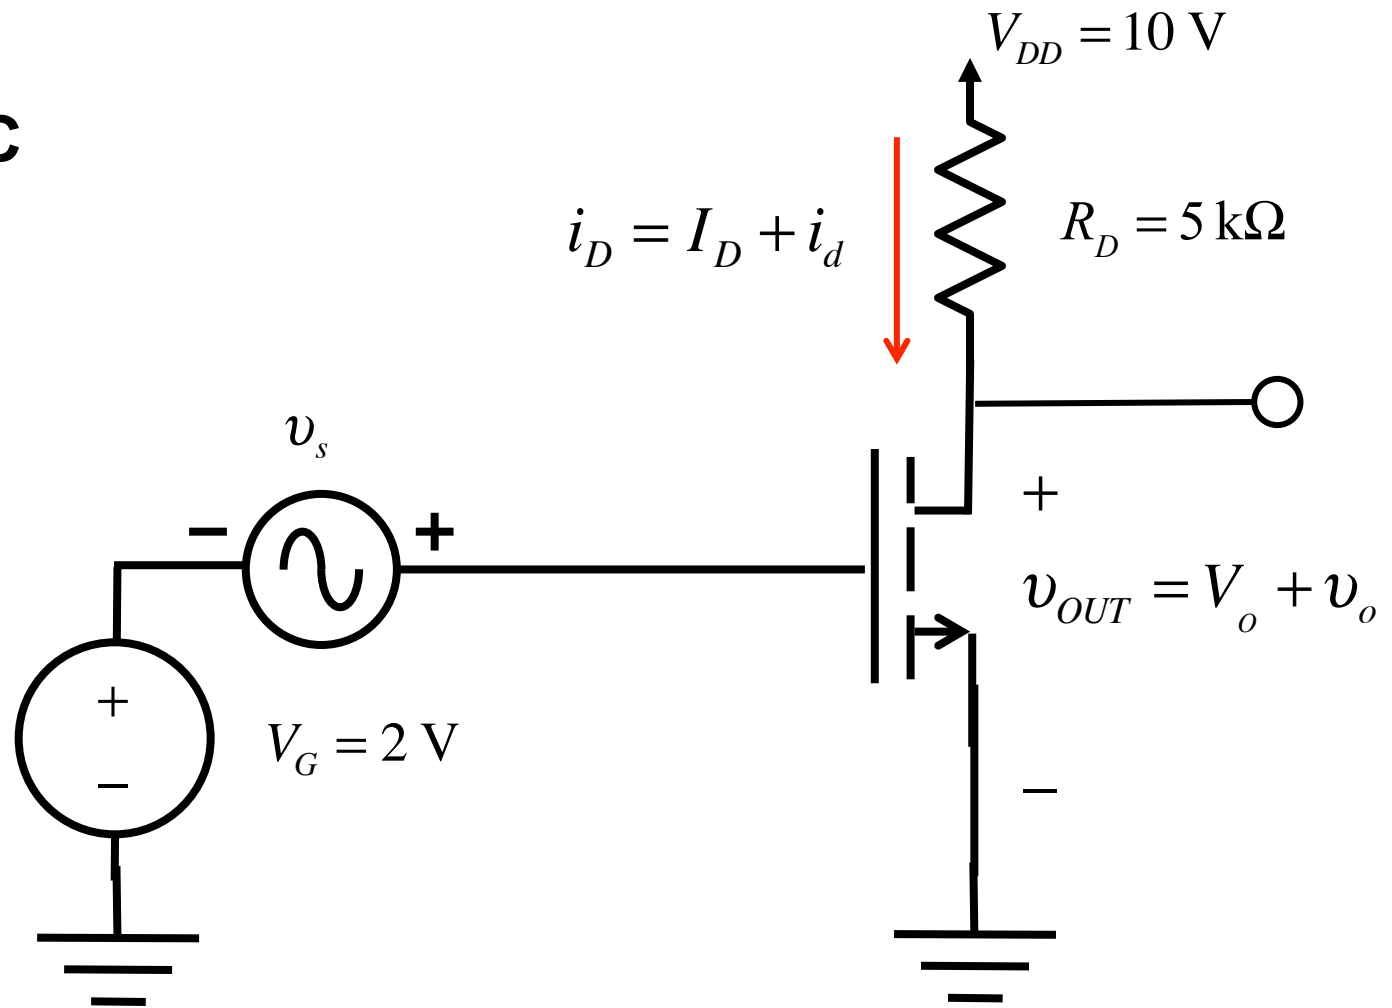 V_DD = 10 V
c
i_D = I_D + i_d
R_D = 5 kΩ
υ_s
− +
+
υ_OUT = V_o + υ_o
+
V_G = 2 V
−
−